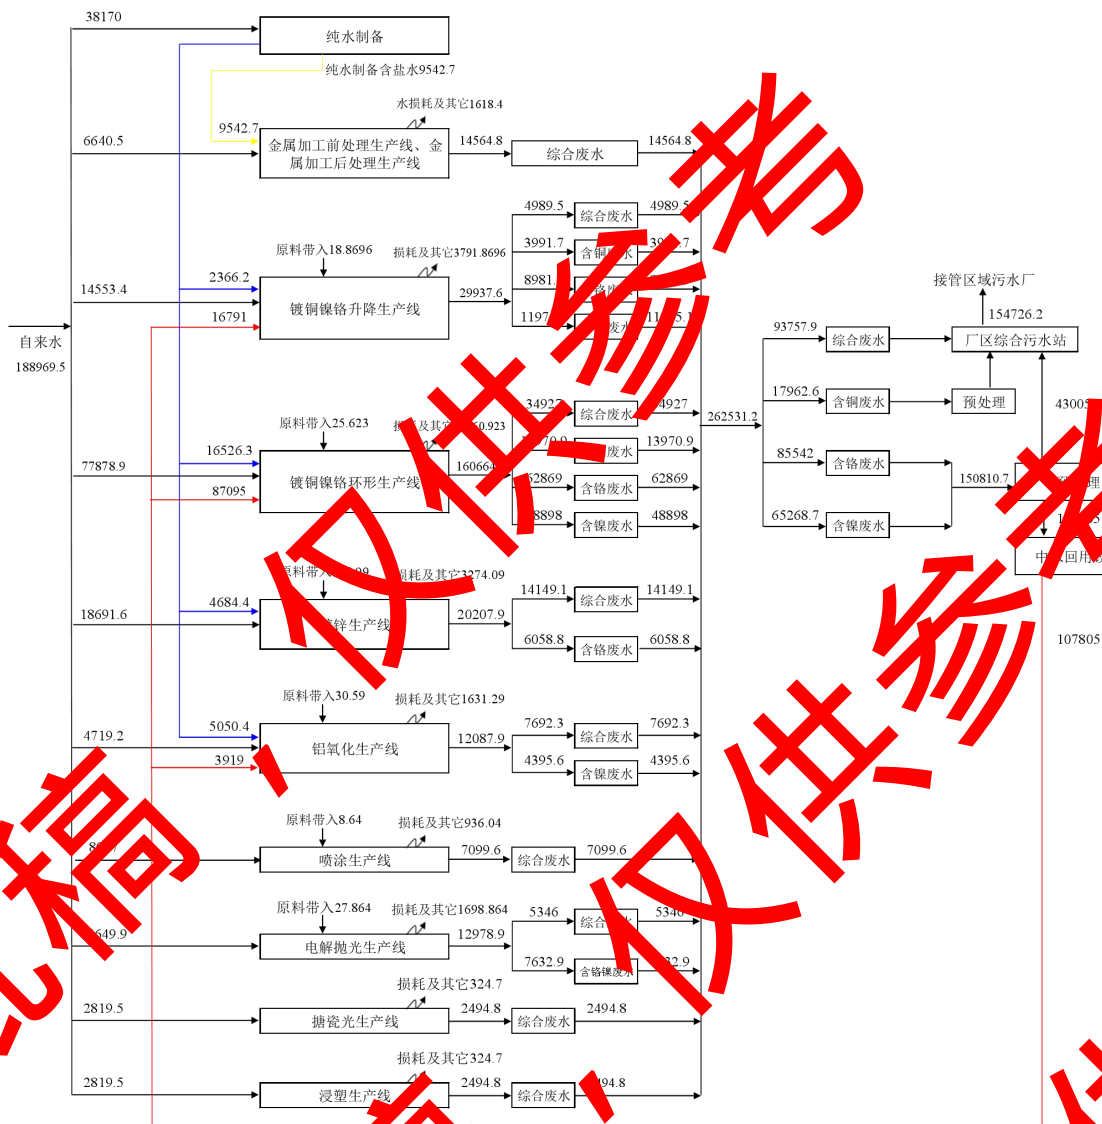 38170
纯水制备
纯水制备含盐水9542.7
水损耗及其它1618.4
9542.7
6640.5
金属加工前处理生产线、金
属加工后处理生产线
14564.8
综合废水
14564.8
4989.5
综合废水
4989.5
原料带入18.8696
损耗及其它3791.8696
3991.7
2366.2
14553.4
镀铜镍铬升降生产线
29937.6
16791
自来水
188969.5
接管区域污水厂
154726.2
93757.9
综合废水
厂区综合污水站
17962.6
含铜废水
预处理
262531.2
85542
含铬废水
150810.7
65268.7
含镍废水
原料带入25.623
34927
综合废水
16526.3
77878.9
镀铜镍铬环形生产线
13970.9
87095
62869
含铬废水
62869
含镍废水
48898
4684.4
18691.6
20207.9
14149.1
综合废水
14149.1
6058.8
含铬废水
6058.8
107805
原料带入30.59
损耗及其它1631.29
5050.4
4719.2
铝氧化生产线
12087.9
3919
7692.3
综合废水
7692.3
4395.6
含镍废水
4395.6
原料带入8.64
损耗及其它936.04
喷涂生产线
7099.6
综合废水
7099.6
原料带入27.864
损耗及其它1698.864
电解抛光生产线
12978.9
5346
7632.9
含铬镍废水
损耗及其它324.7
2819.5
搪瓷光生产线
2494.8
综合废水
2494.8
损耗及其它324.7
2819.5
浸塑生产线
2494.8
综合废水
稿，仅供参考
仅供参考